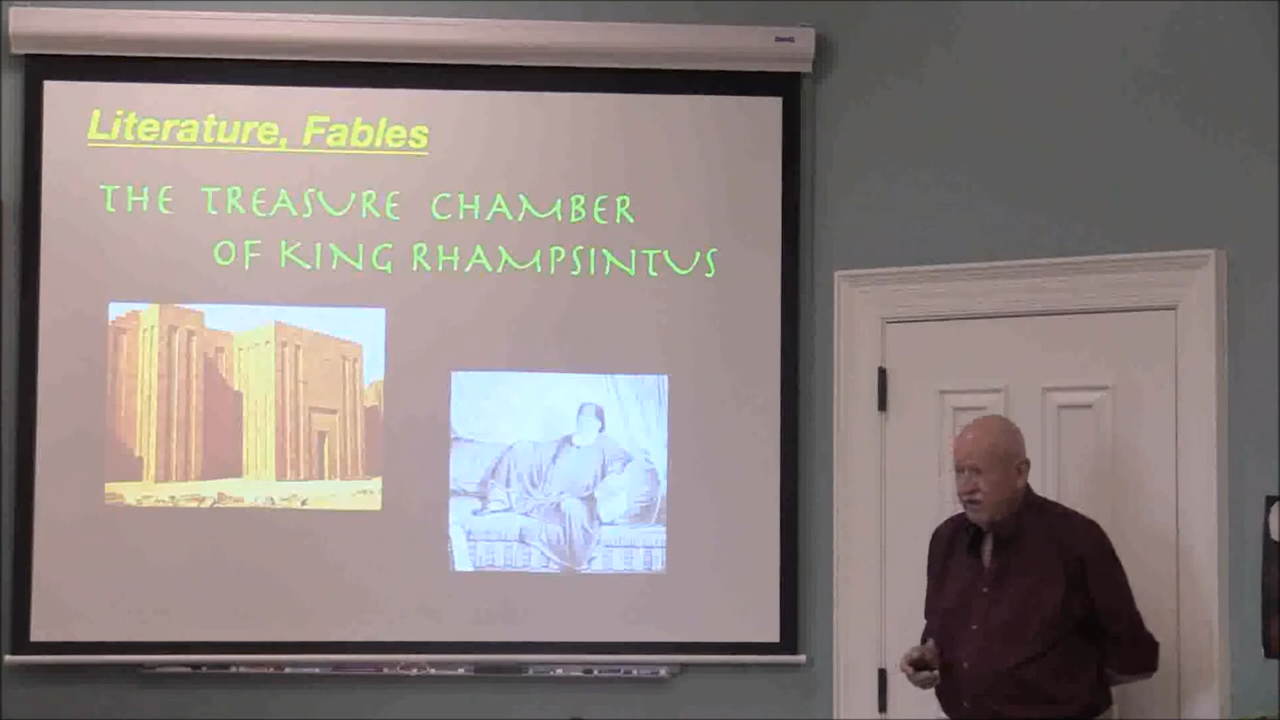 Literature, Fables
THE TREASURE CHAMBER
OF KING RHAMPSINTUS